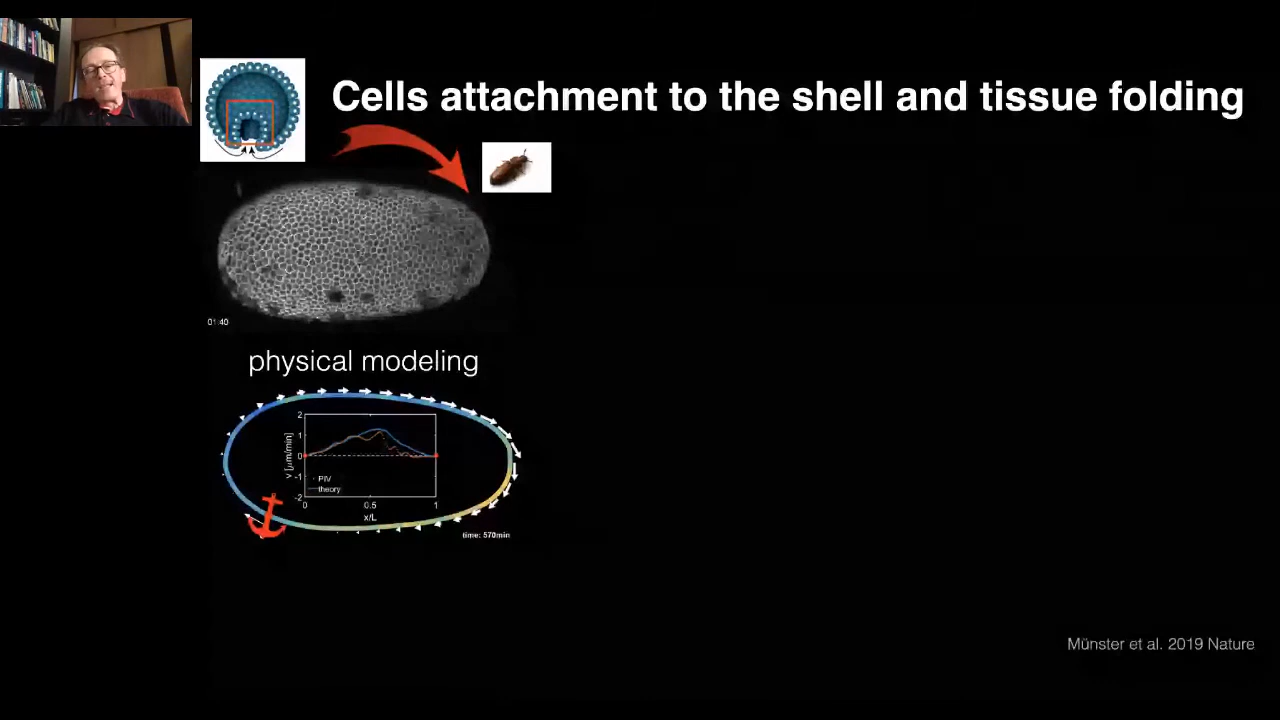 Cells attachment to the shell and tissue folding
01:40
physical modeling
2
1
0
-1
-2
v [µm/min]
PIV
theory
0
0.5
1
x/L
time: 570min
Münster et al. 2019 Nature